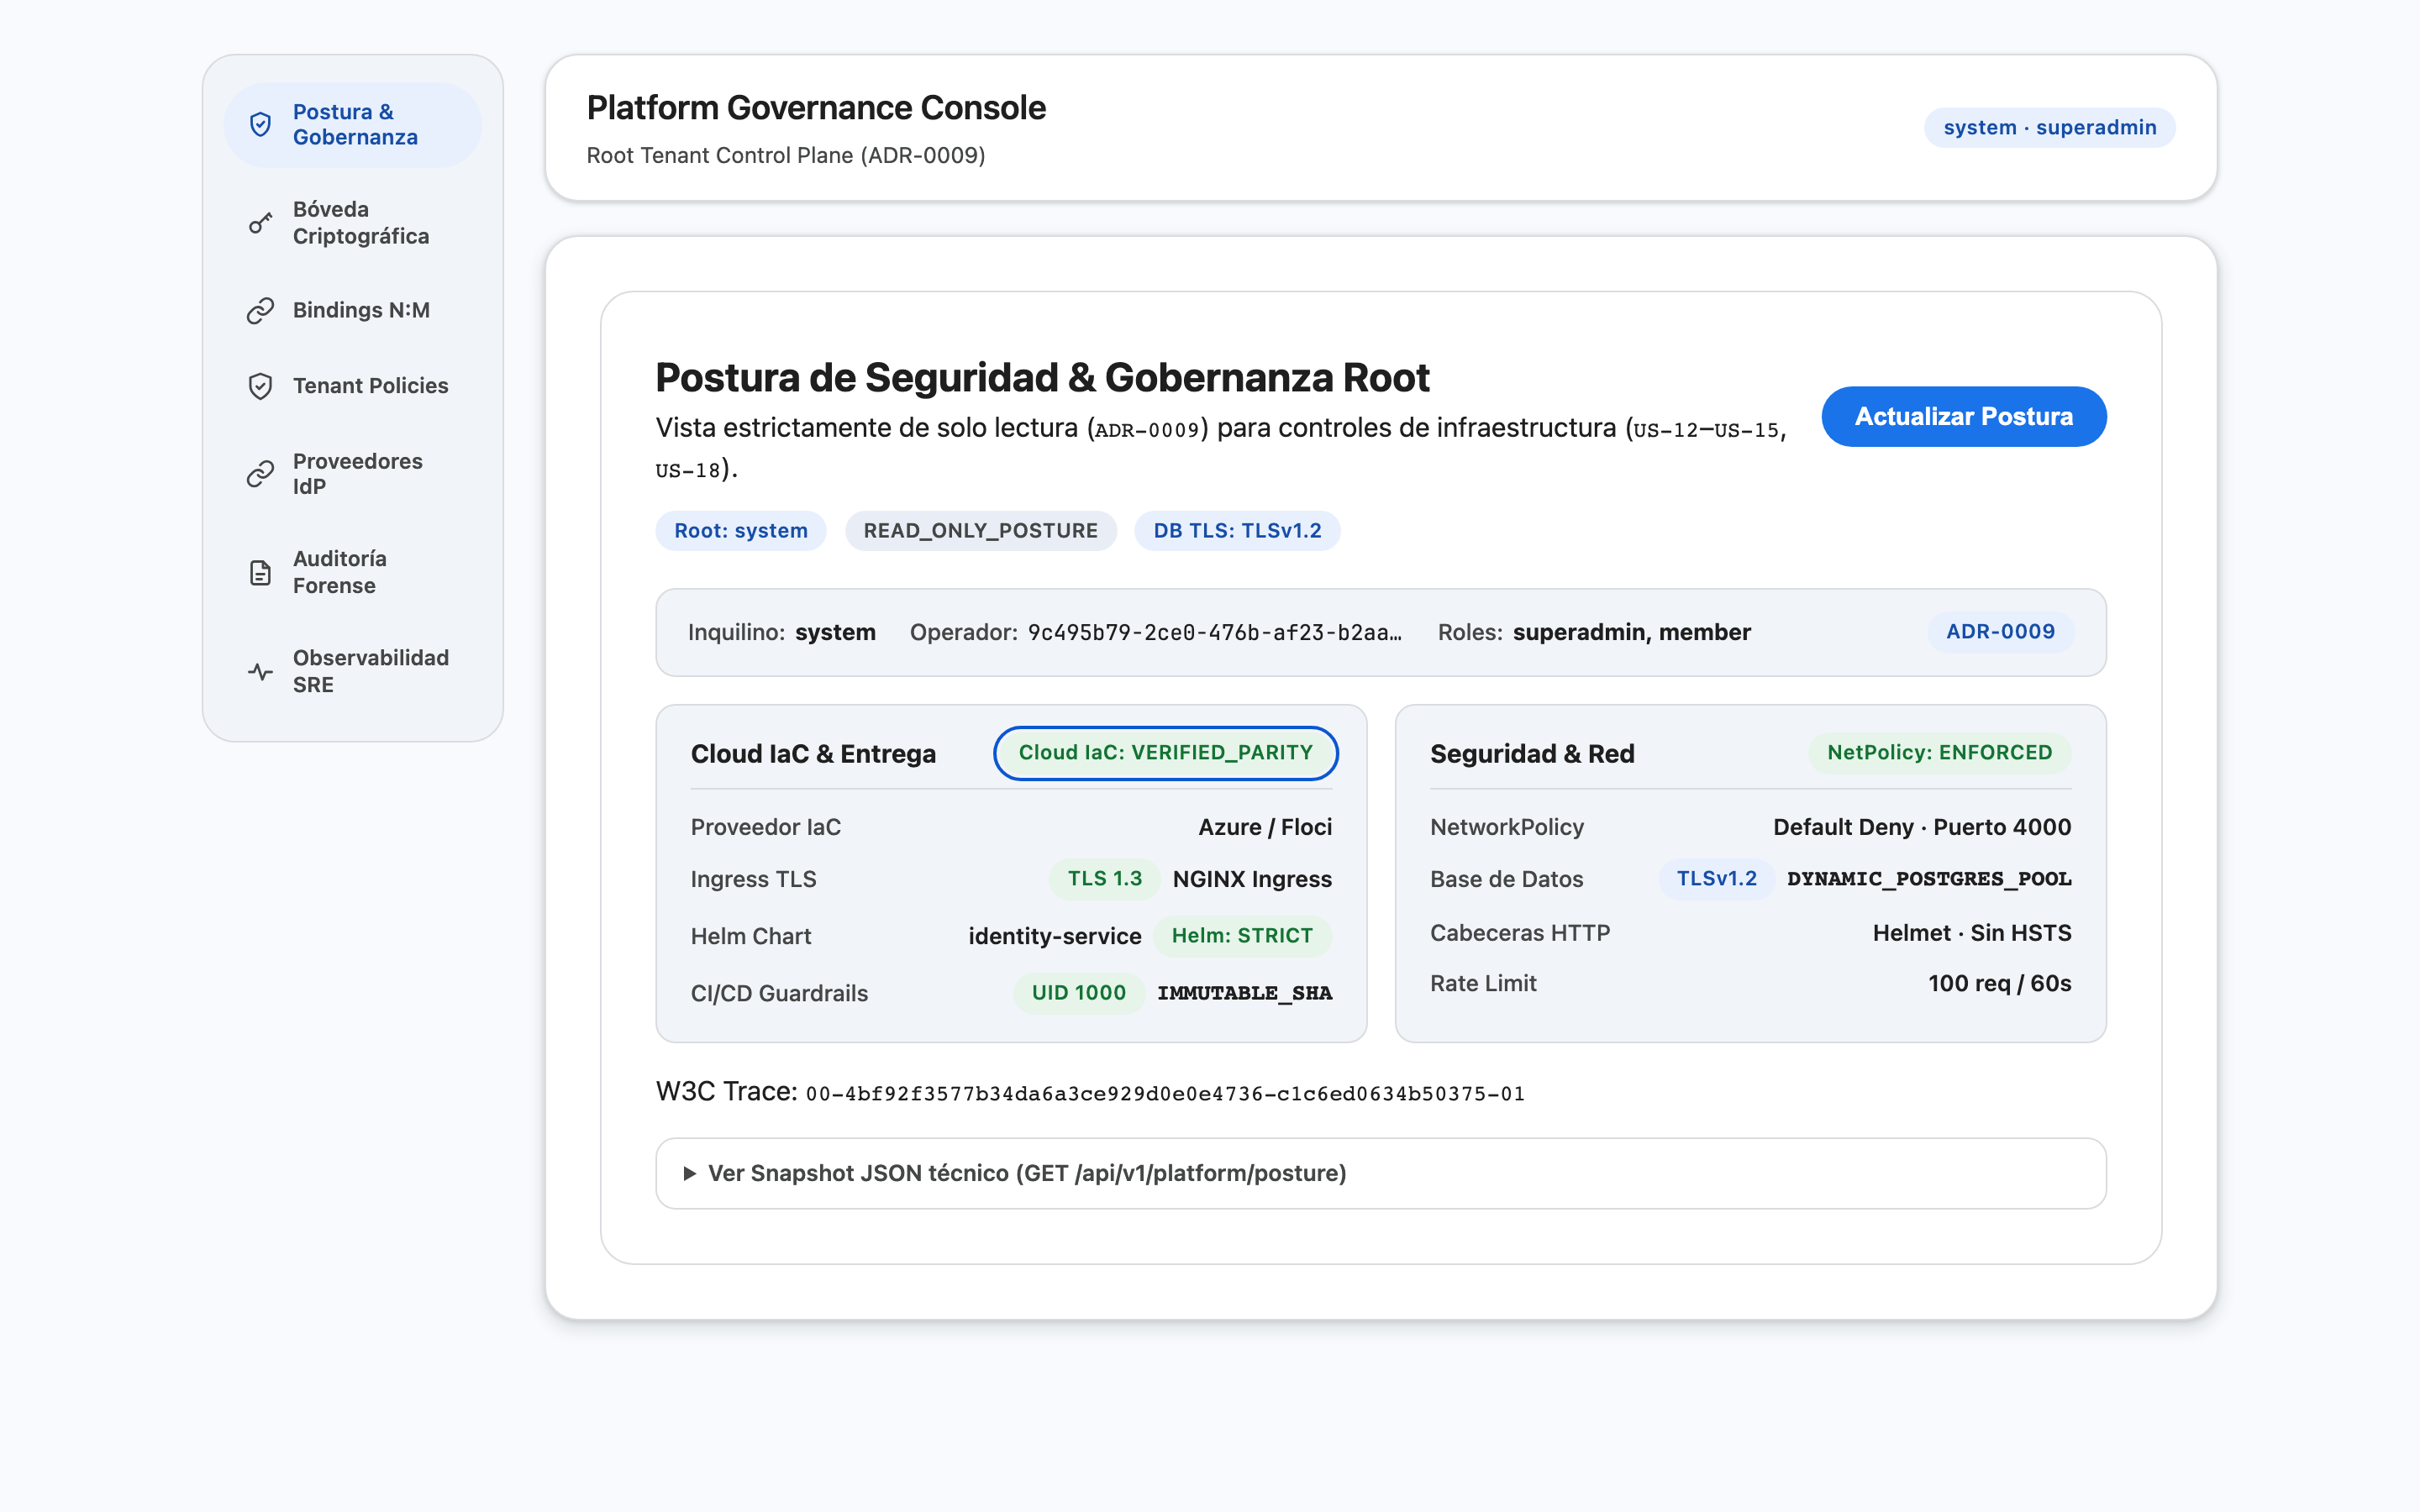 Postura &
Gobernanza
Bóveda
Criptográfica
Bindings N:M
Tenant Policies
Proveedores
IdP
Auditoría
Forense
Observabilidad
SRE
Platform Governance Console
Root Tenant Control Plane (ADR-0009)
system · superadmin
Postura de Seguridad & Gobernanza Root
Vista estrictamente de solo lectura (ADR-0009) para controles de infraestructura (US-12–US-15,
US-18).
Actualizar Postura
Root: system READ_ONLY_POSTURE DB TLS: TLSv1.2
Inquilino: system Operador: 9c495b79-2ce0-476b-af23-b2aa… Roles: superadmin, member ADR-0009
Cloud IaC & Entrega Cloud IaC: VERIFIED_PARITY
Proveedor IaC Azure / Floci
Ingress TLS TLS 1.3 NGINX Ingress
Helm Chart identity-service Helm: STRICT
CI/CD Guardrails UID 1000 IMMUTABLE_SHA
Seguridad & Red NetPolicy: ENFORCED
NetworkPolicy Default Deny · Puerto 4000
Base de Datos TLSv1.2 DYNAMIC_POSTGRES_POOL
Cabeceras HTTP Helmet · Sin HSTS
Rate Limit 100 req / 60s
W3C Trace: 00-4bf92f3577b34da6a3ce929d0e0e4736-c1c6ed0634b50375-01
▶ Ver Snapshot JSON técnico (GET /api/v1/platform/posture)